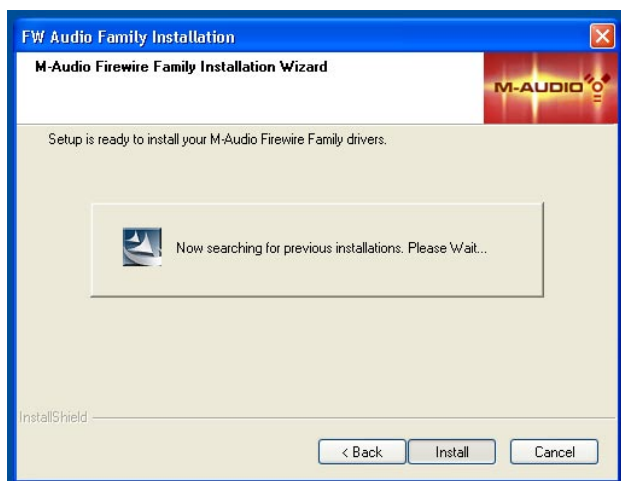 FW Audio Family Installation
M-Audio Firewire Family Installation Wizard
M-AUDIO
Setup is ready to install your M-Audio Firewire Family drivers.
Now searching for previous installations. Please Wait...
InstallShield
< Back
Install
Cancel